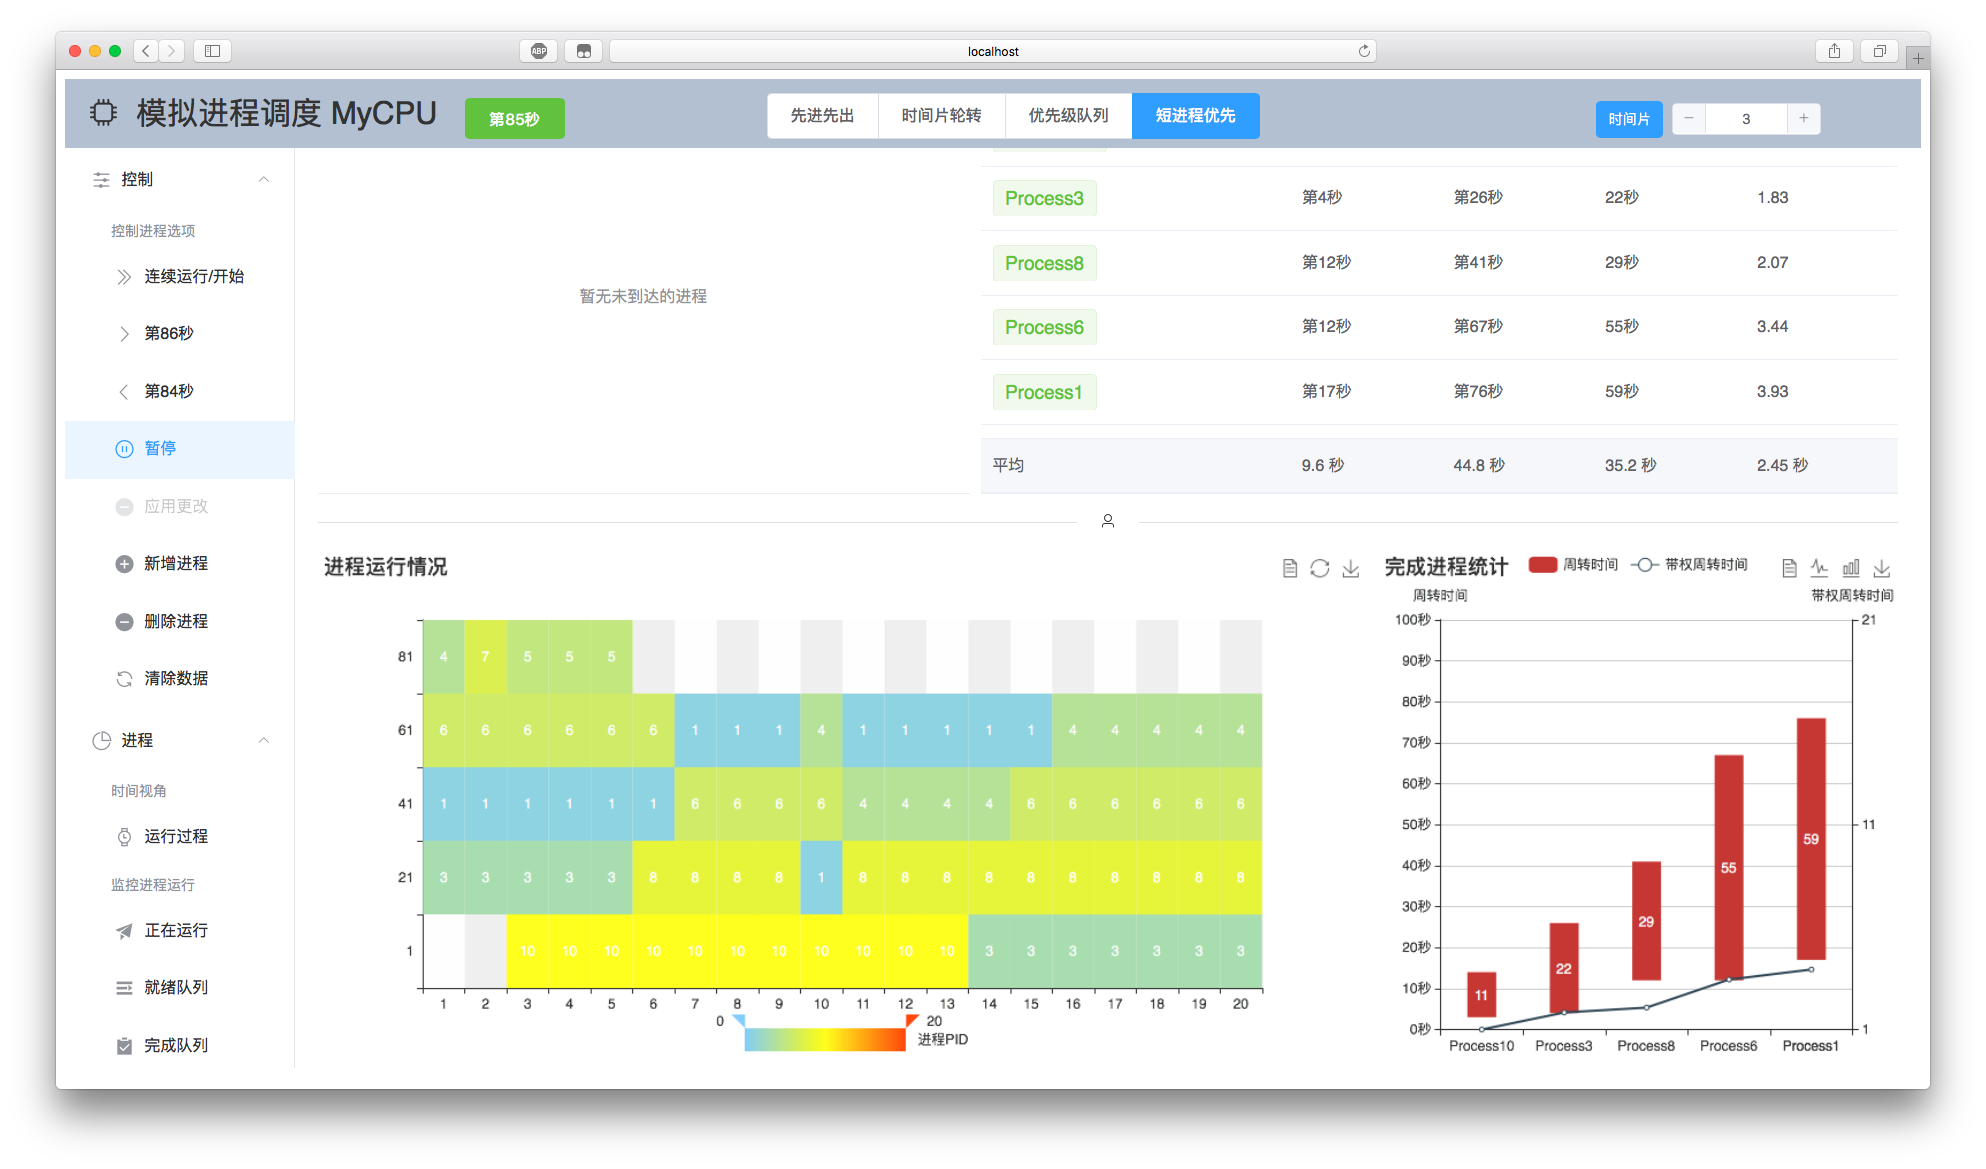 ABP
localhost
模拟进程调度 MyCPU
第85秒
先进先出
时间片轮转
优先级队列
短进程优先
时间片
− 3 +
控制
控制进程选项
连续运行/开始
第86秒
第84秒
暂停
应用更改
新增进程
删除进程
清除数据
进程
时间视角
运行过程
监控进程运行
正在运行
就绪队列
完成队列
暂无未到达的进程
Process3 第4秒 第26秒 22秒 1.83
Process8 第12秒 第41秒 29秒 2.07
Process6 第12秒 第67秒 55秒 3.44
Process1 第17秒 第76秒 59秒 3.93
平均 9.6 秒 44.8 秒 35.2 秒 2.45 秒
进程运行情况
81 4 7 5 5 5
61 6 6 6 6 6 6 1 1 1 4 1 1 1 1 1 4 4 4 4 4
41 1 1 1 1 1 1 6 6 6 6 4 4 4 4 6 6 6 6 6 6
21 3 3 3 3 3 8 8 8 8 1 8 8 8 8 8 8 8 8 8 8
1 10 10 10 10 10 10 10 10 10 10 10 3 3 3 3 3 3 3
1 2 3 4 5 6 7 8 9 10 11 12 13 14 15 16 17 18 19 20
0 20
进程PID
完成进程统计
周转时间 带权周转时间
周转时间 带权周转时间
100秒 21
90秒
80秒
70秒
60秒
50秒 11
40秒
30秒
20秒
10秒
0秒 1
11 22 29 55 59
Process10 Process3 Process8 Process6 Process1